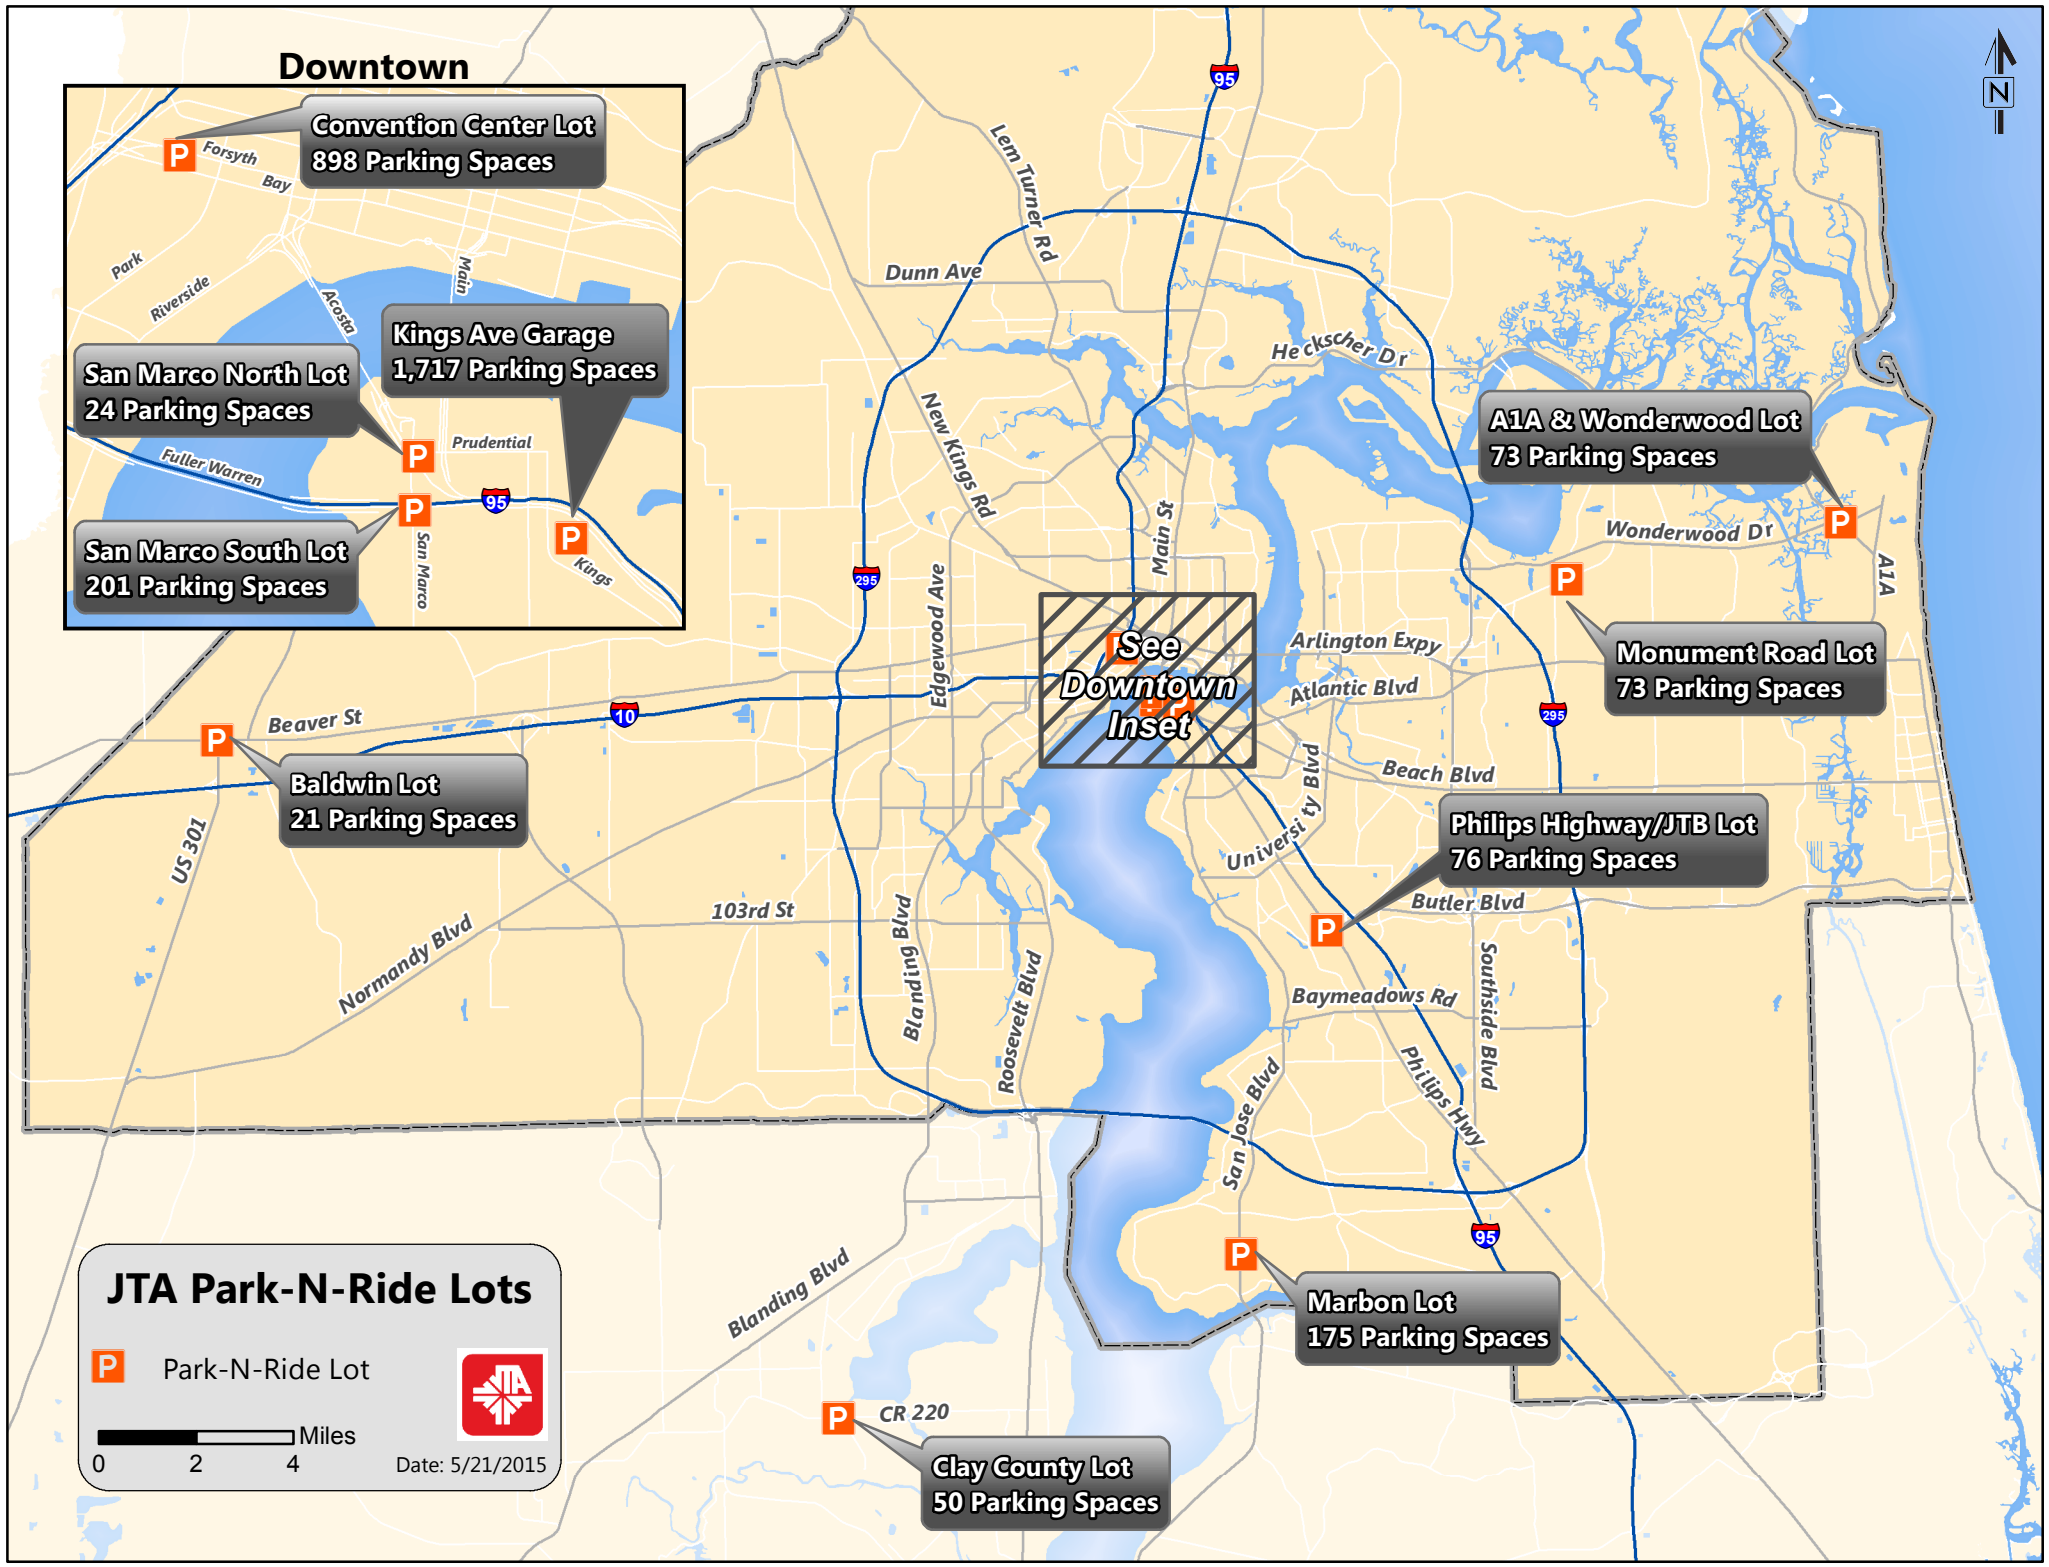 Downtown
Convention Center Lot
898 Parking Spaces
P
Forsyth
Bay
Park
Riverside
Acosta
Main
Kings Ave Garage
1,717 Parking Spaces
San Marco North Lot
24 Parking Spaces
P
Prudential
Fuller Warren
95
P
P
San Marco South Lot
201 Parking Spaces
San Marco
Kings
95
N
Lem Turner Rd
Dunn Ave
Heckscher Dr
New Kings Rd
A1A & Wonderwood Lot
73 Parking Spaces
P
Main St
Wonderwood Dr
A1A
295
Edgewood Ave
P
Monument Road Lot
73 Parking Spaces
See
Downtown
Inset
P
Arlington Expy
Atlantic Blvd
295
10
Beaver St
P
Baldwin Lot
21 Parking Spaces
US 301
Beach Blvd
University Blvd
Philips Highway/JTB Lot
76 Parking Spaces
P
Butler Blvd
103rd St
Normandy Blvd
Blanding Blvd
Roosevelt Blvd
Southside Blvd
Baymeadows Rd
Philips Hwy
San Jose Blvd
95
P
Marbon Lot
175 Parking Spaces
Blanding Blvd
P
CR 220
Clay County Lot
50 Parking Spaces
JTA Park-N-Ride Lots
P Park-N-Ride Lot
JTA
Miles
0 2 4
Date: 5/21/2015